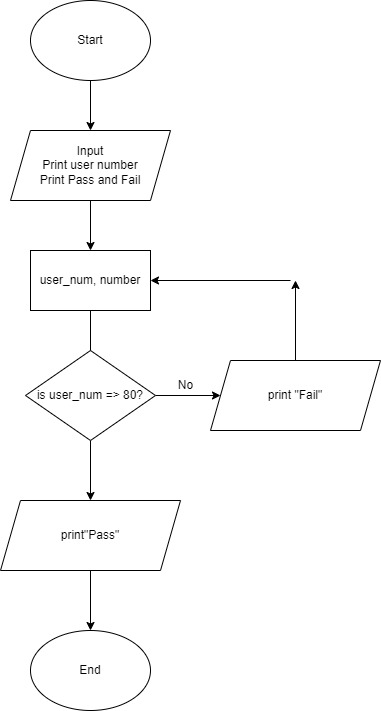 Start
Input
Print user number
Print Pass and Fail
user_num, number
is user_num => 80?
No
print "Fail"
print"Pass"
End